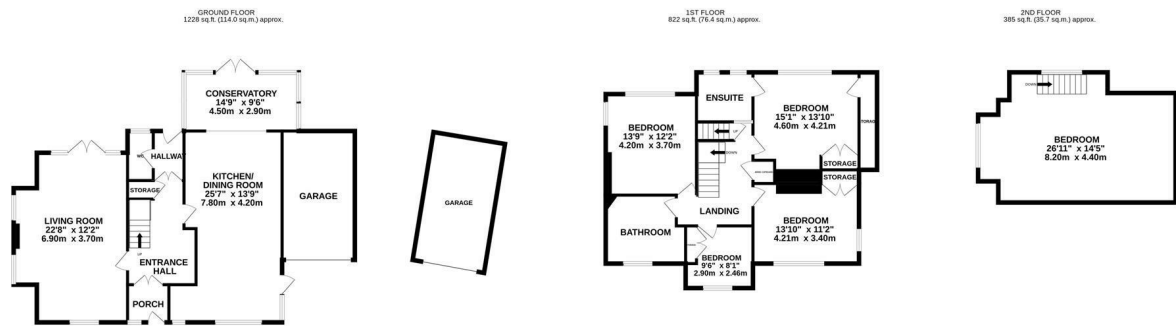 GROUND FLOOR
1228 sq.ft. (114.0 sq.m.) approx.
CONSERVATORY
14'9" x 9'6"
4.50m x 2.90m
WC
HALLWAY
STORAGE
KITCHEN/
DINING ROOM
25'7" x 13'9"
7.80m x 4.20m
GARAGE
LIVING ROOM
22'8" x 12'2"
6.90m x 3.70m
UP
ENTRANCE
HALL
PORCH
GARAGE
1ST FLOOR
822 sq.ft. (76.4 sq.m.) approx.
ENSUITE
BEDROOM
15'1" x 13'10"
4.60m x 4.21m
STORAGE
BEDROOM
13'9" x 12'2"
4.20m x 3.70m
UP
DOWN
STORAGE
STORAGE
LANDING
BATHROOM
BEDROOM
13'10" x 11'2"
4.21m x 3.40m
BEDROOM
9'6" x 8'1"
2.90m x 2.46m
2ND FLOOR
385 sq.ft. (35.7 sq.m.) approx.
DOWN
BEDROOM
26'11" x 14'5"
8.20m x 4.40m